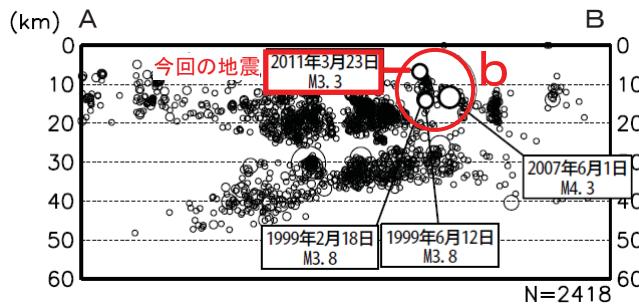 (km) A B
0 0
今回の地震 2011年3月23日
M3.3
b
10 10
20 20
30 30
2007年6月1日
M4.3
40 40
1999年2月18日
M3.8
1999年6月12日
M3.8
50 50
60 60
N=2418